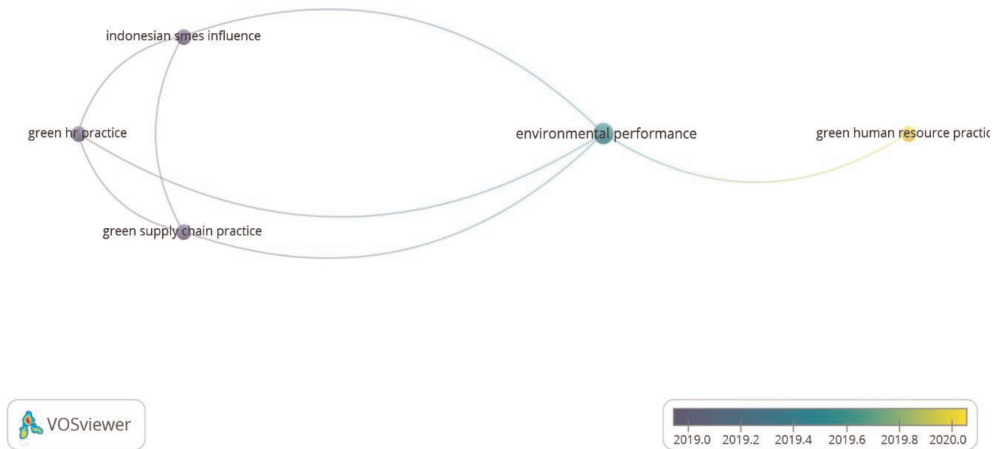 indonesian smes influence
green hr practice
environmental performance
green human resource practic
green supply chain practice
VOSviewer
2019.0 2019.2 2019.4 2019.6 2019.8 2020.0